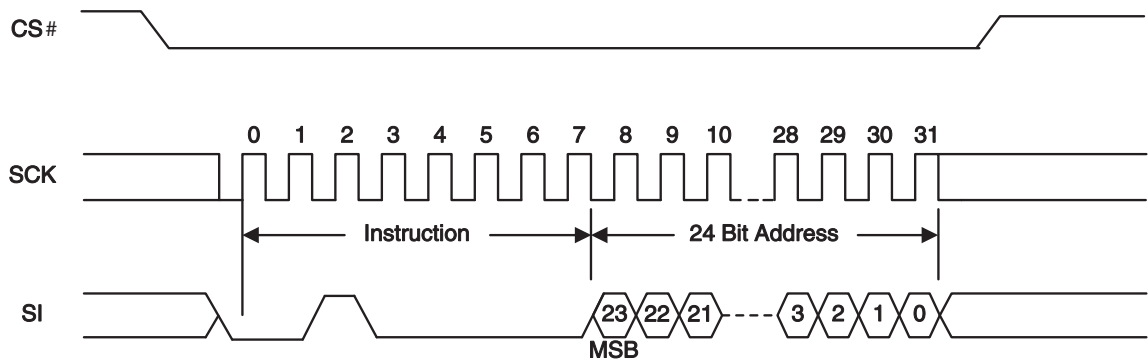 CS#
0 1 2 3 4 5 6 7 8 9 10 28 29 30 31
SCK
Instruction 24 Bit Address
SI 23 22 21 3 2 1 0
MSB